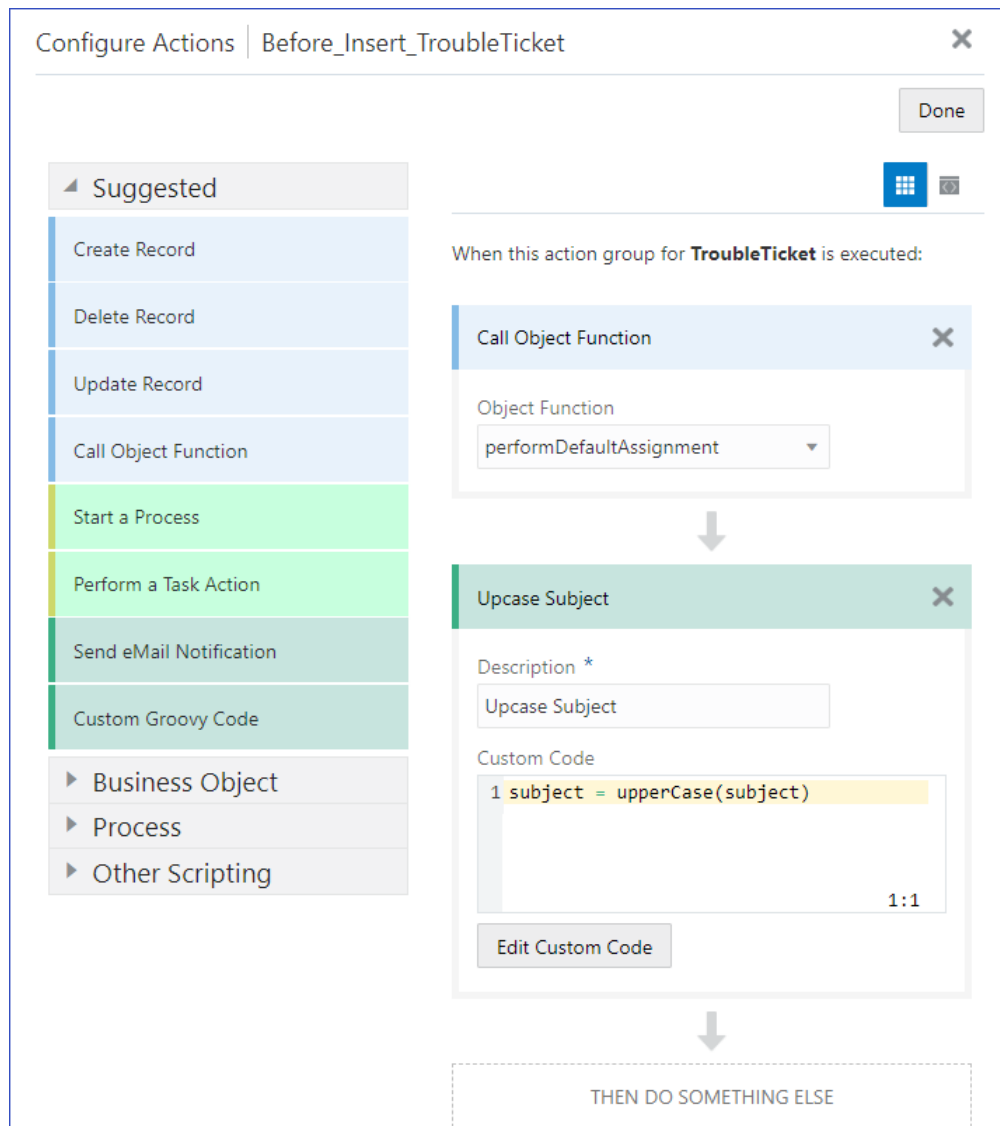 Configure Actions Before_Insert_TroubleTicket
Done
Suggested
Create Record
Delete Record
Update Record
Call Object Function
Start a Process
Perform a Task Action
Send eMail Notification
Custom Groovy Code
Business Object
Process
Other Scripting
When this action group for TroubleTicket is executed:
Call Object Function
Object Function
performDefaultAssignment
Upcase Subject
Description *
Upcase Subject
Custom Code
1 subject = upperCase(subject)
1:1
Edit Custom Code
THEN DO SOMETHING ELSE